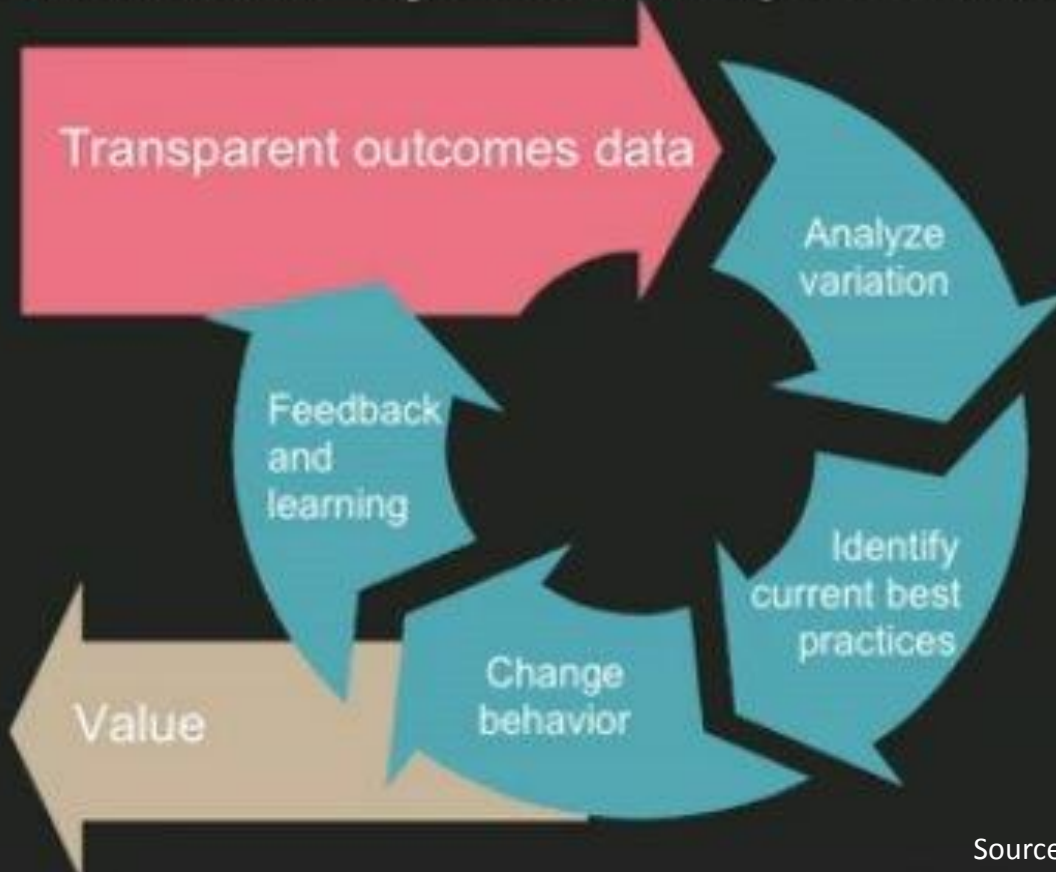 Transparent outcomes data
Analyze
variation
Feedback
and
learning
Identify
current best
practices
Change
behavior
Value
Source